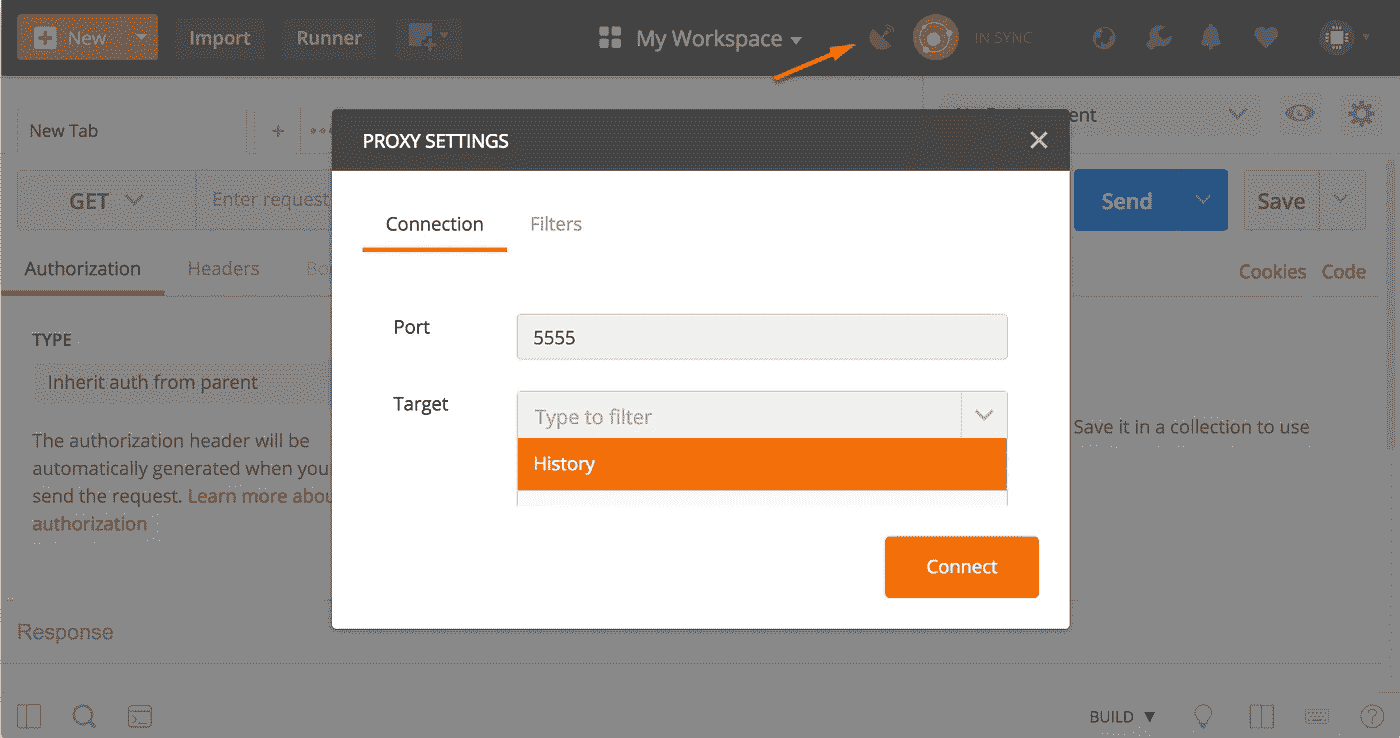 New Import Runner My Workspace IN SYNC
New Tab + ent
PROXY SETTINGS
GET Enter request Send Save
Connection Filters
Authorization Headers Bo Cookies Code
Port 5555
TYPE
Inherit auth from parent
Target Type to filter
The authorization header will be
automatically generated when you
send the request. Learn more abou
authorization
Save it in a collection to use
History
Connect
Response
BUILD